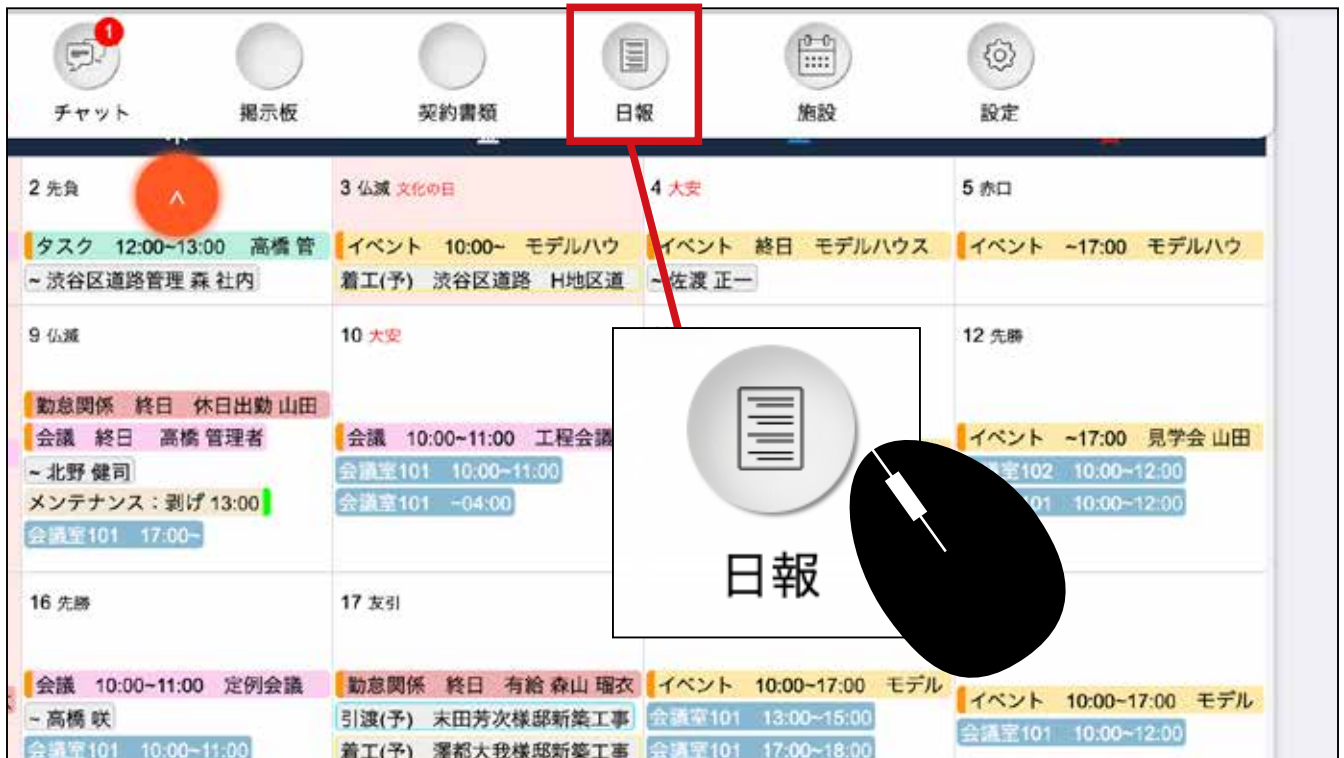 1
チャット 掲示板 契約書類 日報 施設 設定
2 先負 3 仏滅 文化の日 4 大安 5 赤口
タスク 12:00~13:00 高橋 管 イベント 10:00~ モデルハウ イベント 終日 モデルハウス イベント ~17:00 モデルハウ
~ 渋谷区道路管理 森 社内 着工(予) 渋谷区道路 H地区道 ~ 佐渡 正一
9 仏滅 10 大安 12 先勝
勤怠関係 終日 休日出勤 山田
会議 終日 高橋 管理者 会議 10:00~11:00 工程会議 イベント ~17:00 見学会 山田
~ 北野 健司 会議室101 10:00~11:00 室102 10:00~12:00
メンテナンス：剥げ 13:00 会議室101 ~04:00 01 10:00~12:00
会議室101 17:00~
日報
16 先勝 17 友引
会議 10:00~11:00 定例会議 勤怠関係 終日 有給 森山 瑠衣 イベント 10:00~17:00 モデル イベント 10:00~17:00 モデル
~ 高橋 咲 引渡(予) 末田芳次様邸新築工事 会議室101 13:00~15:00 会議室101 10:00~12:00
会議室101 10:00~11:00 着工(予) 澤都大我様邸新築工事 会議室101 17:00~18:00